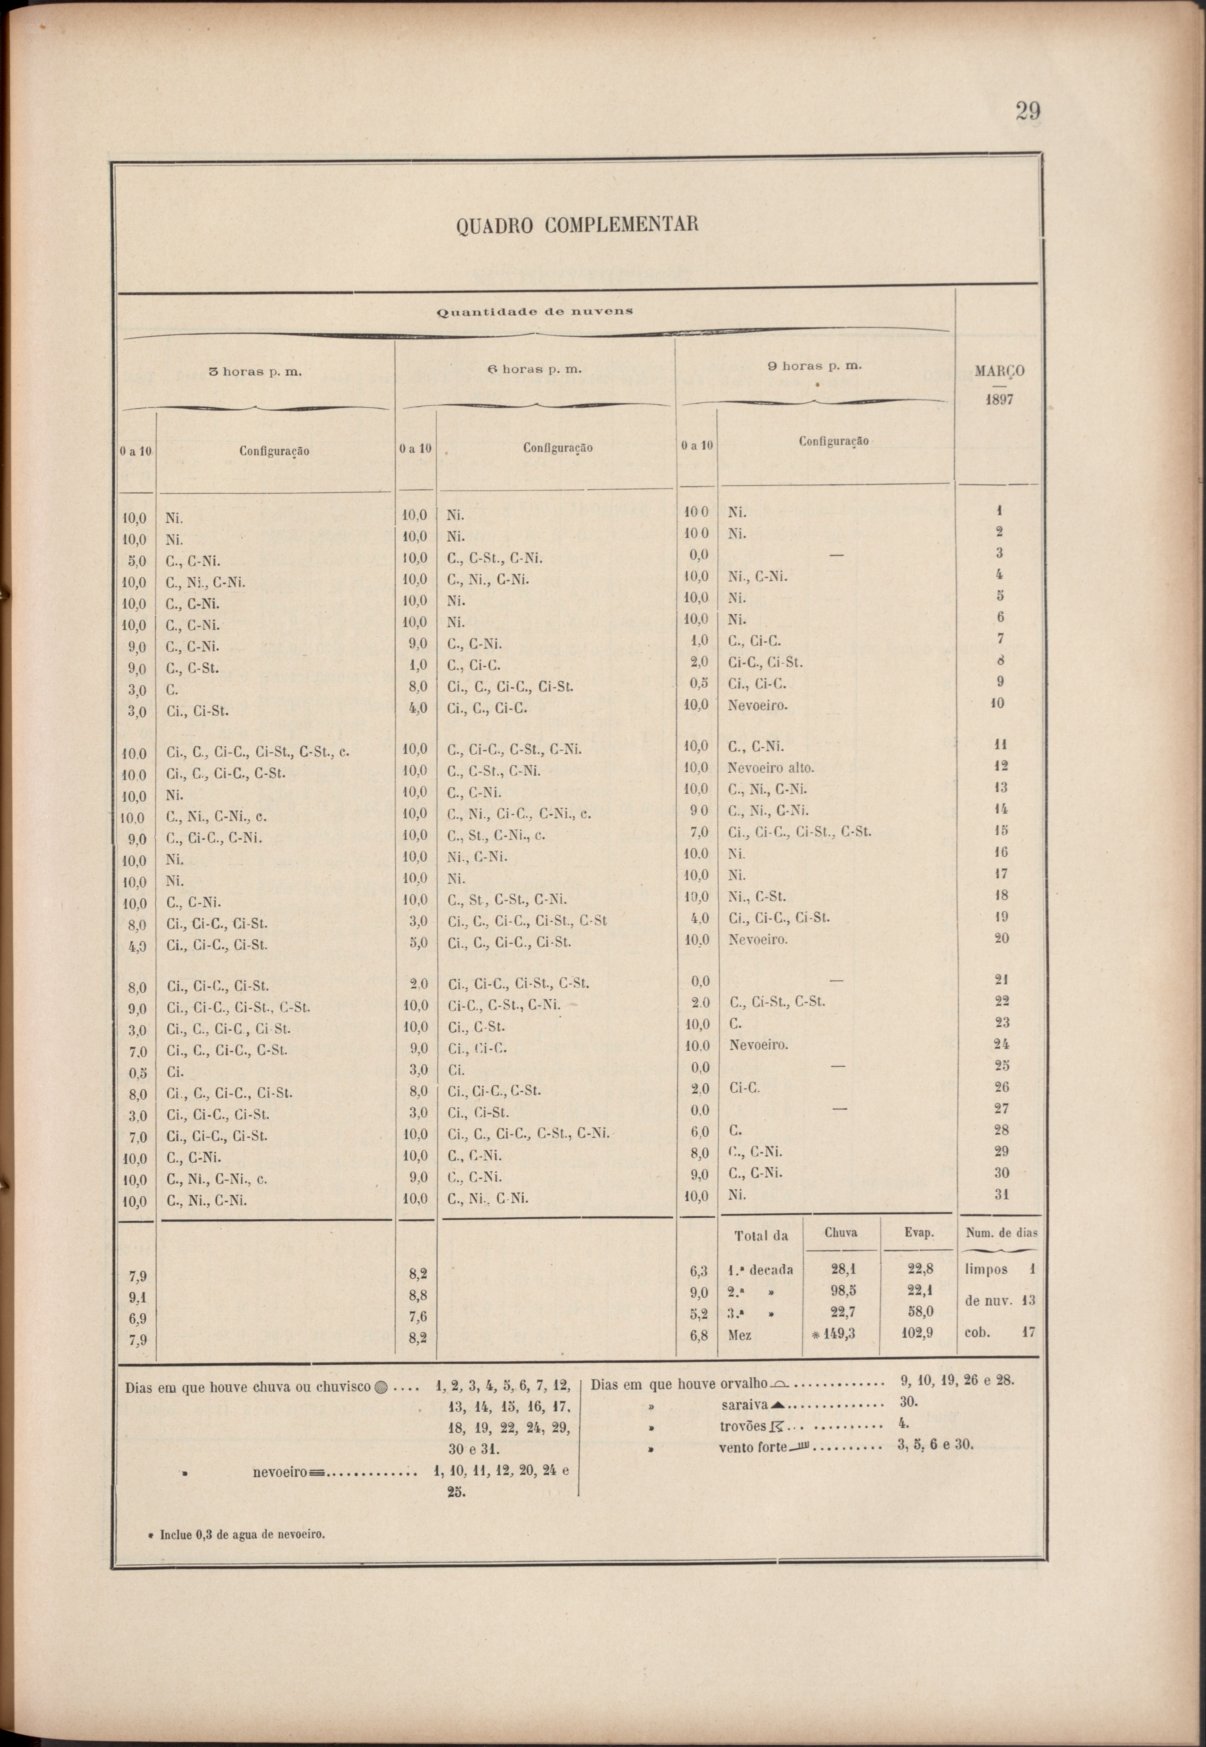 29
QUADRO COMPLEMENTAR
Quantidade de nuvens
3 horas p. m. 6 horas p. m. 9 horas p. m. MARÇO
1897
0 a 10 Configuração 0 a 10 Configuração 0 a 10 Configuração
10,0 Ni. 10,0 Ni. 10 0 Ni. 1
10,0 Ni. 10,0 Ni. 10 0 Ni. 2
5,0 C., C-Ni. 10,0 C., C-St., C-Ni. 0,0 — 3
10,0 C., Ni., C-Ni. 10,0 C., Ni., C-Ni. 10,0 Ni., C-Ni. 4
10,0 C., C-Ni. 10,0 Ni. 10,0 Ni. 5
10,0 C., C-Ni. 10,0 Ni. 10,0 Ni. 6
9,0 C., C-Ni. 9,0 C., C-Ni. 1,0 C., Ci-C. 7
9,0 C., C-St. 1,0 C., Ci-C. 2,0 Ci-C., Ci-St. 8
3,0 C. 8,0 Ci., C., Ci-C., Ci-St. 0,5 Ci., Ci-C. 9
3,0 Ci., Ci-St. 4,0 Ci., C., Ci-C. 10,0 Nevoeiro. 10
10,0 Ci., C., Ci-C., Ci-St., C-St., c. 10,0 C., Ci-C., C-St., C-Ni. 10,0 C., C-Ni. 11
10 0 Ci., C., Ci-C., C-St. 10,0 C., C-St., C-Ni. 10,0 Nevoeiro alto. 12
10,0 Ni. 10,0 C., C-Ni. 10,0 C., Ni., C-Ni. 13
10,0 C., Ni., C-Ni., c. 10,0 C., Ni., Ci-C., C-Ni., c. 9 0 C., Ni., C-Ni. 14
9,0 C., Ci-C., C-Ni. 10,0 C., St., C-Ni., c. 7,0 Ci., Ci-C., Ci-St., C-St. 15
10,0 Ni. 10,0 Ni., C-Ni. 10.0 Ni. 16
10,0 Ni. 10,0 Ni. 10,0 Ni. 17
10,0 C., C-Ni. 10,0 C., St., C-St., C-Ni. 10,0 Ni., C-St. 18
8,0 Ci., Ci-C., Ci-St. 3,0 Ci., C., Ci-C., Ci-St., C-St 4,0 Ci., Ci-C., Ci-St. 19
4,0 Ci., Ci-C., Ci-St. 5,0 Ci., C., Ci-C., Ci-St. 10,0 Nevoeiro. 20
8,0 Ci., Ci-C., Ci-St. 2.0 Ci., Ci-C., Ci-St., C-St. 0,0 — 21
9,0 Ci., Ci-C., Ci-St., C-St. 10,0 Ci-C., C-St., C-Ni. 2.0 C., Ci-St., C-St. 22
3,0 Ci., C., Ci-C., Ci St. 10,0 Ci., C-St. 10,0 C. 23
7,0 Ci., C., Ci-C., C-St. 9,0 Ci., Ci-C. 10.0 Nevoeiro. 24
0,5 Ci. 3,0 Ci. 0,0 — 25
8,0 Ci., C., Ci-C., Ci-St. 8,0 Ci., Ci-C., C-St. 2,0 Ci-C. 26
3,0 Ci., Ci-C., Ci-St. 3,0 Ci., Ci-St. 0.0 — 27
7,0 Ci., Ci-C., Ci-St. 10,0 Ci., C., Ci-C., C-St., C-Ni. 6,0 C. 28
10,0 C., C-Ni. 10,0 C., C-Ni. 8,0 C., C-Ni. 29
10,0 C., Ni., C-Ni., c. 9,0 C., C-Ni. 9,0 C., C-Ni. 30
10,0 C., Ni., C-Ni. 10,0 C., Ni., C-Ni. 10,0 Ni. 31
Total da Chuva Evap. Num. de dias
7,9 8,2 6,3 1.ª decada 28,1 22,8 limpos 1
9,1 8,8 9,0 2.ª » 98,5 22,1 de nuv. 13
6,9 7,6 5,2 3.ª » 22,7 58,0
7,9 8,2 6,8 Mez * 149,3 102,9 cob. 17
Dias em que houve chuva ou chuvisco .... 1, 2, 3, 4, 5, 6, 7, 12,
13, 14, 15, 16, 17,
18, 19, 22, 24, 29,
30 e 31.
» nevoeiro ............. 1, 10, 11, 12, 20, 24 e
25.
Dias em que houve orvalho ............. 9, 10, 19, 26 e 28.
» saraiva .............. 30.
» trovões ... .......... 4.
» vento forte .......... 3, 5, 6 e 30.
* Inclue 0,3 de agua de nevoeiro.